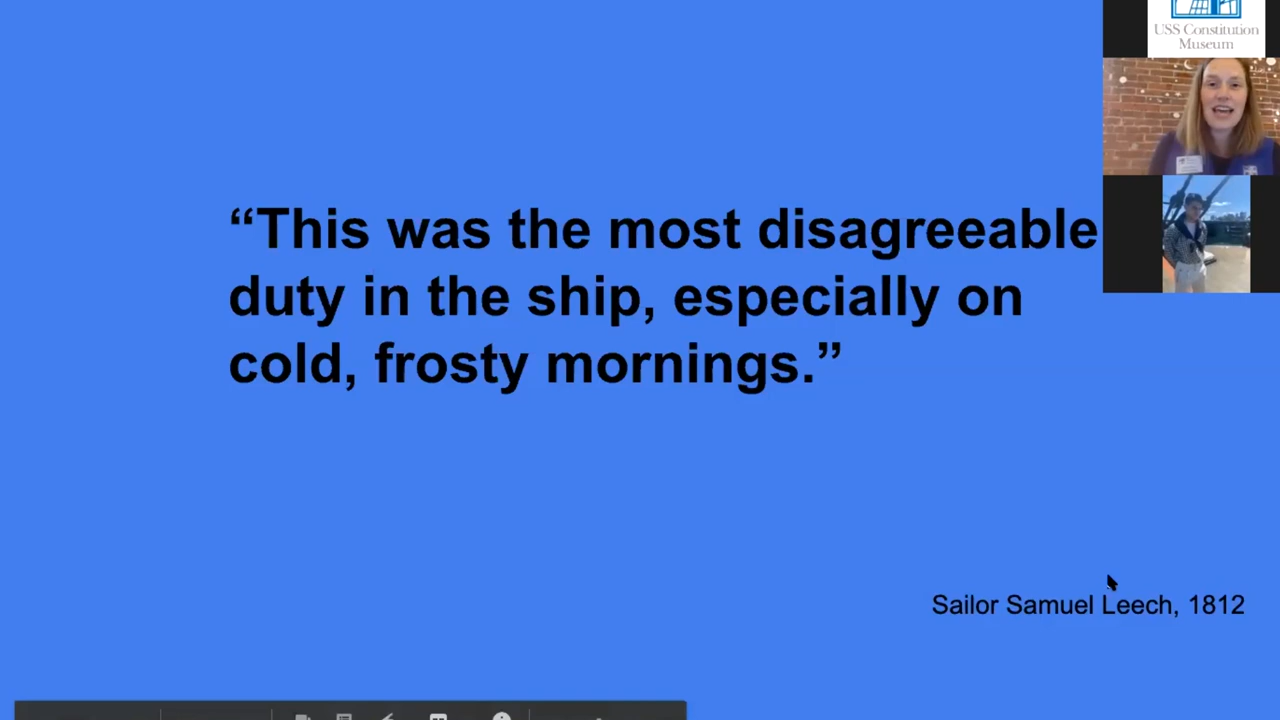 USS Constitution
Museum
“This was the most disagreeable
duty in the ship, especially on
cold, frosty mornings.”
Sailor Samuel Leech, 1812